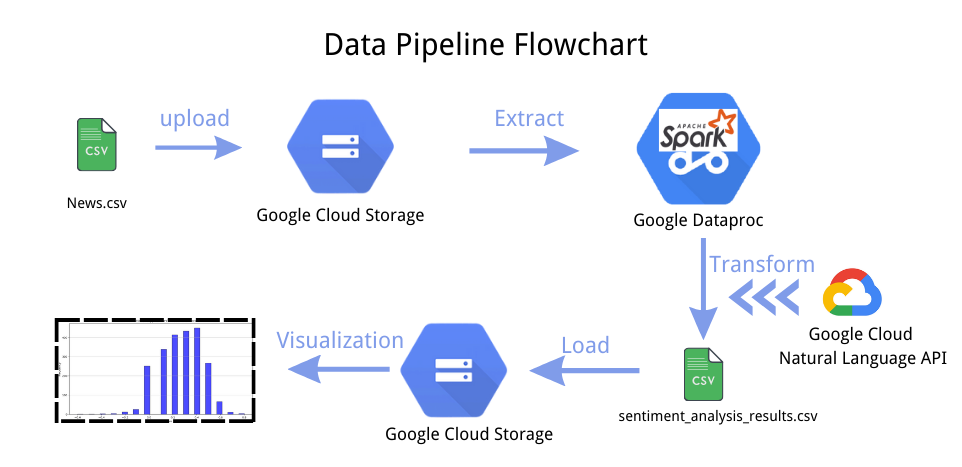 Data Pipeline Flowchart
upload
Extract
CSV
APACHE
Spark
News.csv
Google Cloud Storage
Google Dataproc
Transform
Google Cloud
Natural Language API
Visualization
Load
CSV
Google Cloud Storage
sentiment_analysis_results.csv